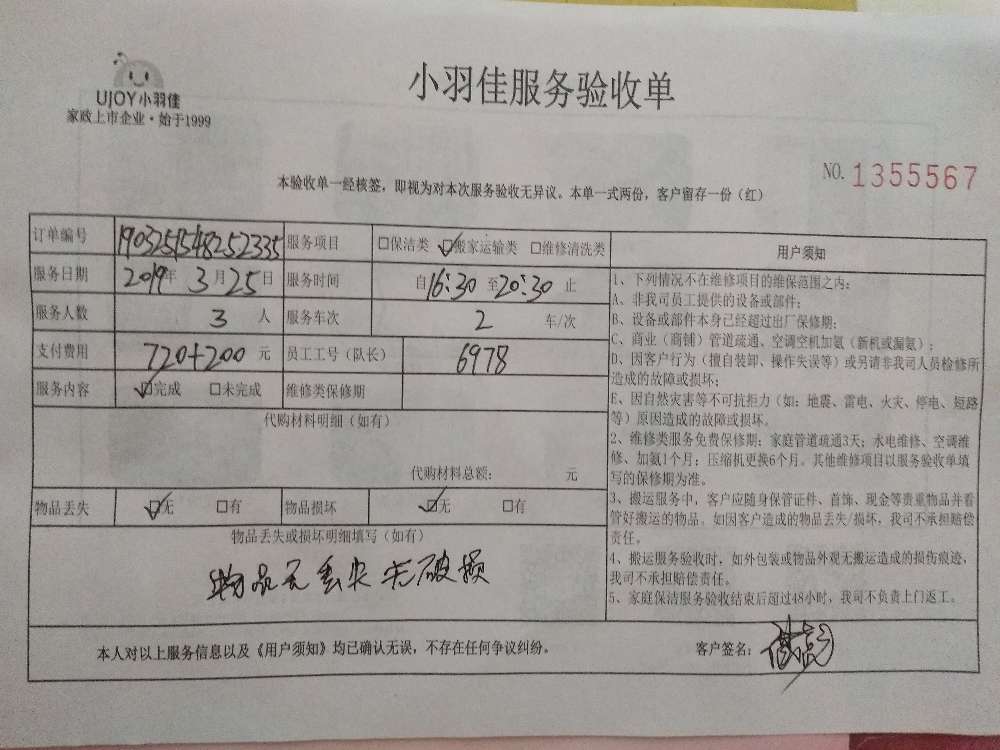 UJOY小羽佳
家政上市企业·始于1999
小羽佳服务验收单
NO. 1355567
本验收单一经核签，即视为对本次服务验收无异议。本单一式两份，客户留存一份（红）
订单编号 1903251548252335 服务项目 □保洁类 ☑搬家运输类 □维修清洗类
服务日期 2019年3月25日 服务时间 自16:30至20:30止
服务人数 3人 服务车次 2车/次
支付费用 720+200元 员工工号（队长） 6978
服务内容 ☑完成 □未完成 维修类保修期
代购材料明细（如有）
代购材料总额： 元
物品丢失 ☑无 □有 物品损坏 ☑无 □有
物品丢失或损坏明细填写（如有）
物品无丢失无破损
用户须知
1、下列情况不在维修项目的维保范围之内：
A、非我司员工提供的设备或部件；
B、设备或部件本身已经超过出厂保修期；
C、商业（商铺）管道疏通、空调空机加氨（新机或漏氨）；
D、因客户行为（擅自装卸、操作失误等）或另请非我司人员检修所
造成的故障或损坏；
E、因自然灾害等不可抗拒力（如：地震、雷电、火灾、停电、短路
等）原因造成的故障或损坏。
2、维修类服务免费保修期：家庭管道疏通3天；水电维修、空调维
修、加氨1个月；压缩机更换6个月。其他维修项目以服务验收单填
写的保修期为准。
3、搬运服务中，客户应随身保管证件、首饰、现金等贵重物品并看
管好搬运的物品。如因客户造成的物品丢失/损坏，我司不承担赔偿
责任。
4、搬运服务验收时，如外包装或物品外观无搬运造成的损伤痕迹，
我司不承担赔偿责任。
5、家庭保洁服务验收结束后超过48小时，我司不负责上门返工。
本人对以上服务信息以及《用户须知》均已确认无误，不存在任何争议纠纷。 客户签名：